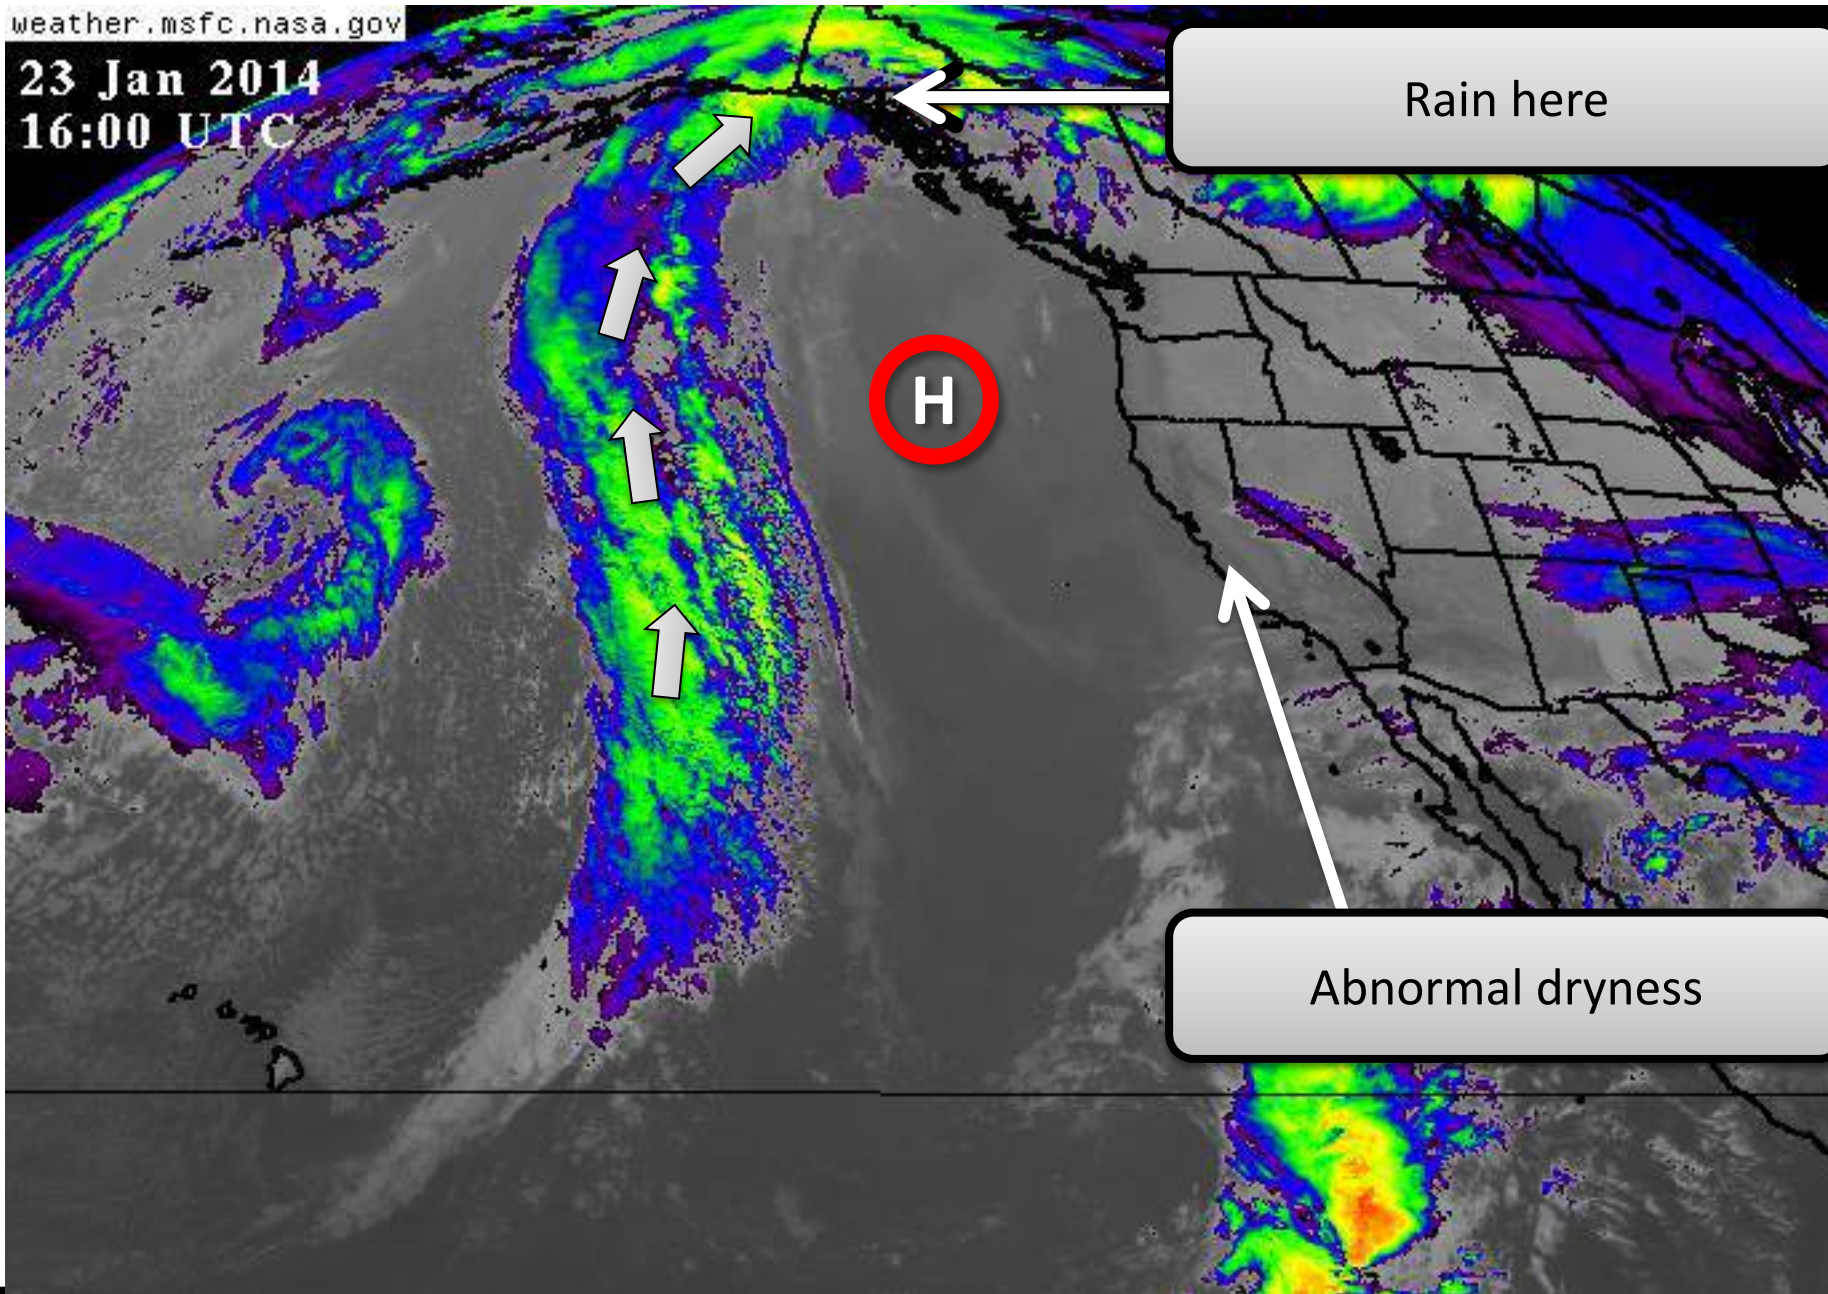 weather.msfc.nasa.gov
23 Jan 2014
16:00 UTC
Rain here
H
Abnormal dryness